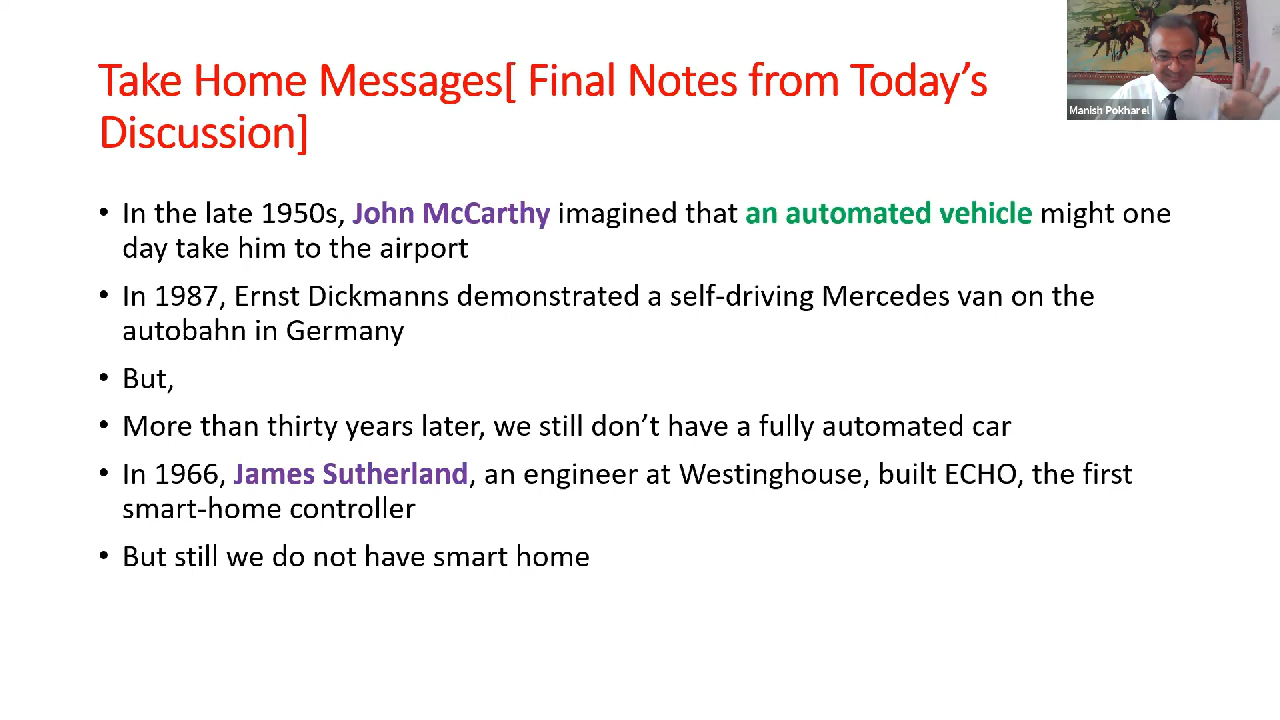 Take Home Messages[ Final Notes from Today's
Discussion]
Manish Pokharel
• In the late 1950s, John McCarthy imagined that an automated vehicle might one
day take him to the airport
• In 1987, Ernst Dickmanns demonstrated a self-driving Mercedes van on the
autobahn in Germany
• But,
• More than thirty years later, we still don't have a fully automated car
• In 1966, James Sutherland, an engineer at Westinghouse, built ECHO, the first
smart-home controller
• But still we do not have smart home